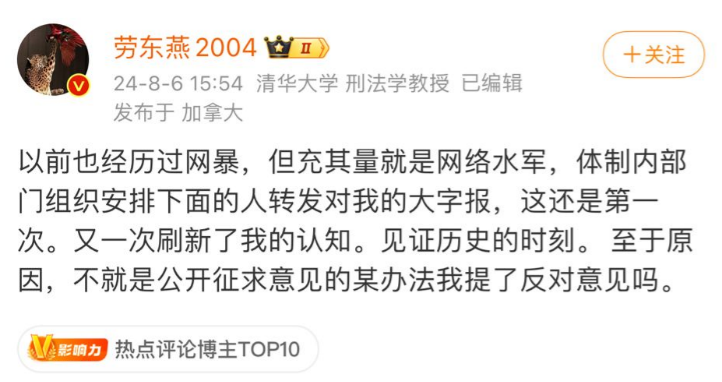 劳东燕2004 II
+关注
24-8-6 15:54 清华大学 刑法学教授 已编辑
发布于 加拿大
以前也经历过网暴，但充其量就是网络水军，体制内部
门组织安排下面的人转发对我的大字报，这还是第一
次。又一次刷新了我的认知。见证历史的时刻。 至于原
因，不就是公开征求意见的某办法我提了反对意见吗。
影响力 热点评论博主TOP10